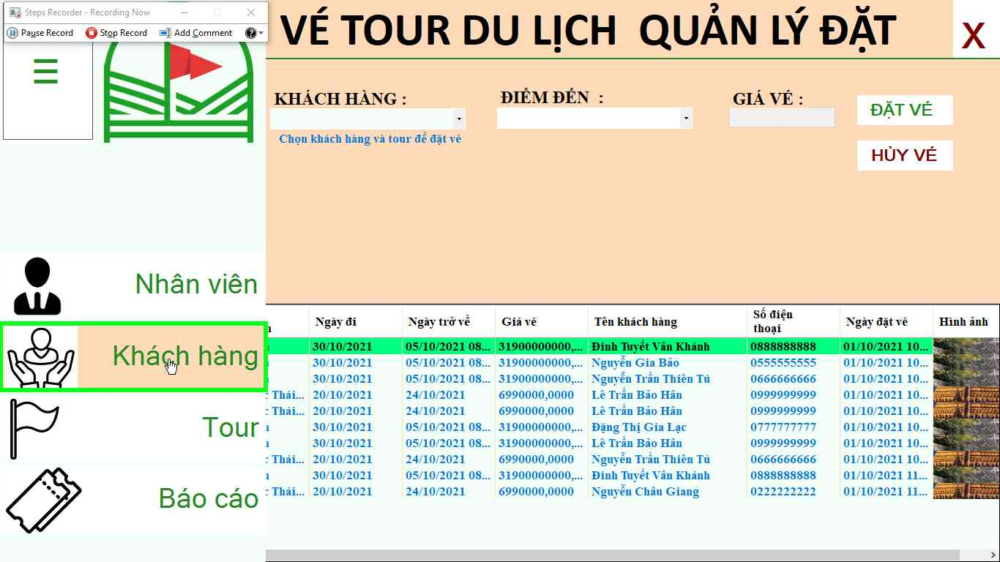 Steps Recorder - Recording Now
Pause Record Stop Record Add Comment
VÉ TOUR DU LỊCH QUẢN LÝ ĐẶT
X
KHÁCH HÀNG :
ĐIỂM ĐẾN :
GIÁ VÉ :
ĐẶT VÉ
Chọn khách hàng và tour để đặt vé
HỦY VÉ
Nhân viên
Khách hàng
Tour
Báo cáo
Ngày đi Ngày trở về Giá vé Tên khách hàng Số điện thoại Ngày đặt vé Hình ảnh
30/10/2021 05/10/2021 08... 31900000000,... Đinh Tuyết Vân Khánh 0888888888 01/10/2021 10...
30/10/2021 05/10/2021 08... 31900000000,... Nguyễn Gia Bảo 0555555555 01/10/2021 10...
30/10/2021 05/10/2021 08... 31900000000,... Nguyễn Trần Thiên Tú 0666666666 01/10/2021 10...
Thái... 20/10/2021 24/10/2021 6990000,0000 Lê Trần Bảo Hân 0999999999 01/10/2021 10...
Thái... 20/10/2021 24/10/2021 6990000,0000 Lê Trần Bảo Hân 0999999999 01/10/2021 10...
30/10/2021 05/10/2021 08... 31900000000,... Đặng Thị Gia Lạc 0777777777 01/10/2021 10...
30/10/2021 05/10/2021 08... 31900000000,... Lê Trần Bảo Hân 0999999999 01/10/2021 10...
Thái... 20/10/2021 24/10/2021 6990000,0000 Nguyễn Trần Thiên Tú 0666666666 01/10/2021 10...
30/10/2021 05/10/2021 08... 31900000000,... Đinh Tuyết Vân Khánh 0888888888 01/10/2021 11...
Thái... 20/10/2021 24/10/2021 6990000,0000 Nguyễn Châu Giang 0222222222 01/10/2021 11...